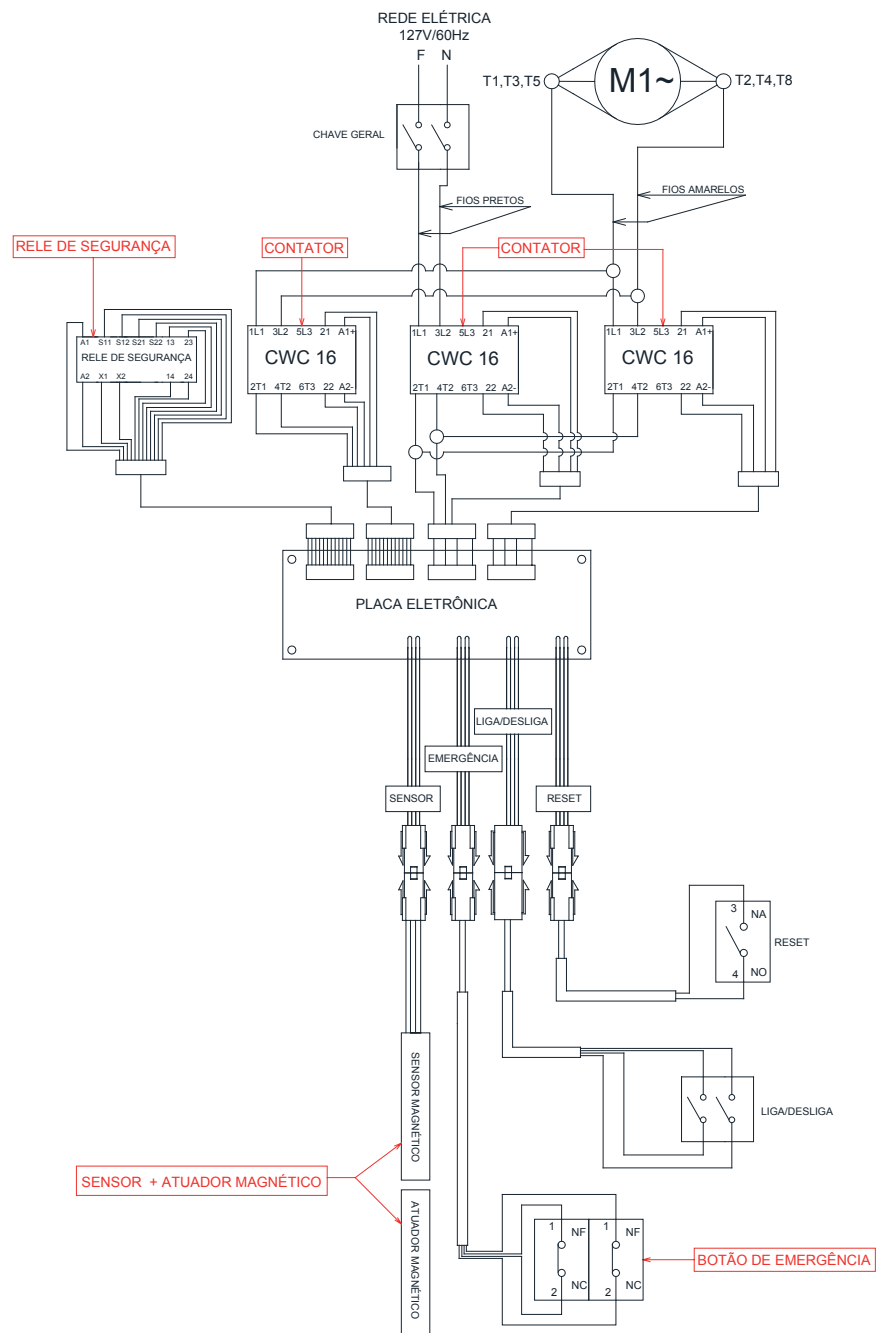 REDE ELÉTRICA
127V/60Hz
F N
T1,T3,T5
M1~
T2,T4,T8
CHAVE GERAL
FIOS PRETOS
FIOS AMARELOS
RELE DE SEGURANÇA
CONTATOR
CONTATOR
A1 S11 S12 S21 S22 13 23
RELE DE SEGURANÇA
A2 X1 X2 14 24
1L1 3L2 5L3 21 A1+
CWC 16
2T1 4T2 6T3 22 A2-
1L1 3L2 5L3 21 A1+
CWC 16
2T1 4T2 6T3 22 A2-
1L1 3L2 5L3 21 A1+
CWC 16
2T1 4T2 6T3 22 A2-
PLACA ELETRÔNICA
LIGA/DESLIGA
EMERGÊNCIA
SENSOR
RESET
3 NA
4 NO
RESET
SENSOR MAGNÉTICO
LIGA/DESLIGA
SENSOR + ATUADOR MAGNÉTICO
ATUADOR MAGNÉTICO
1 NF
2 NC
1 NF
2 NC
BOTÃO DE EMERGÊNCIA